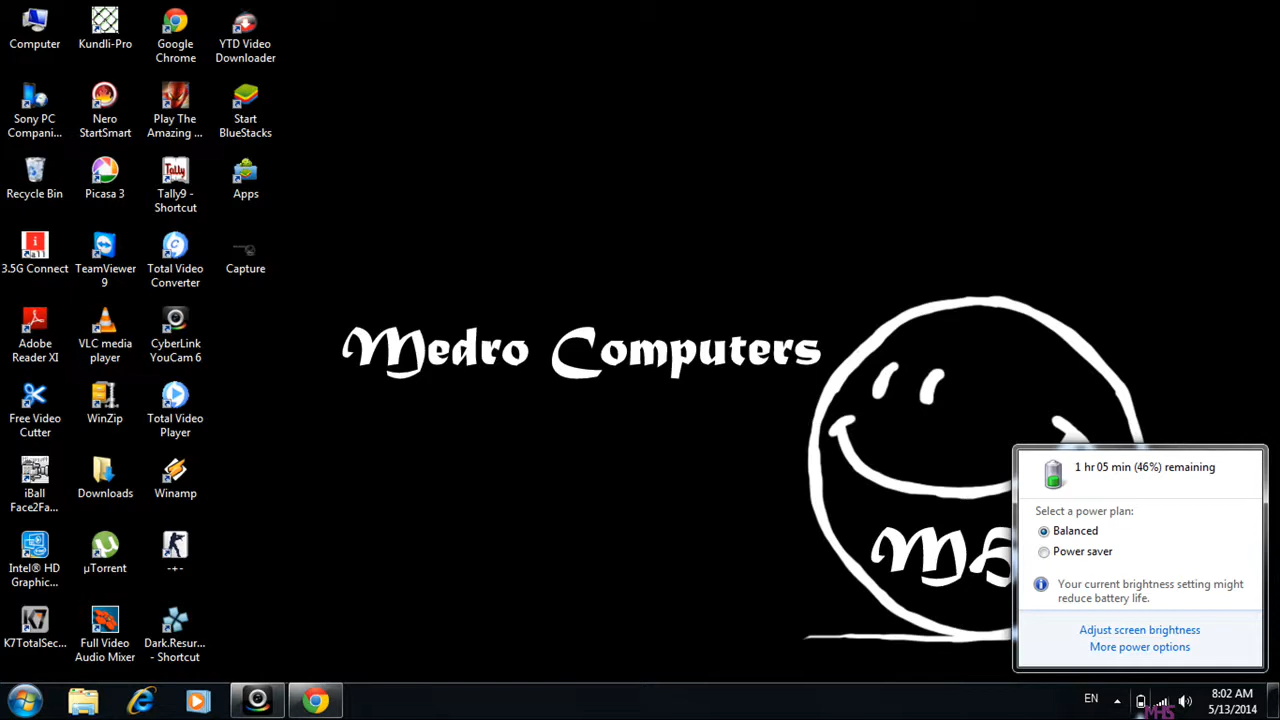 Computer
Kundli-Pro
Google
Chrome
YTD Video
Downloader
Sony PC
Compani...
Nero
StartSmart
Play The
Amazing ...
Start
BlueStacks
Recycle Bin
Picasa 3
Tally
Tally9 -
Shortcut
Apps
3.5G Connect
TeamViewer
9
Total Video
Converter
Capture
Adobe
Reader XI
VLC media
player
CyberLink
YouCam 6
Medro Computers
Free Video
Cutter
WinZip
Total Video
Player
iBall
Face2Fa...
Downloads
Winamp
Intel® HD
Graphic...
µTorrent
-+-
K7TotalSec...
Full Video
Audio Mixer
Dark.Resur...
- Shortcut
1 hr 05 min (46%) remaining
Select a power plan:
Balanced
Power saver
Your current brightness setting might
reduce battery life.
Adjust screen brightness
More power options
EN
8:02 AM
5/13/2014
MHS